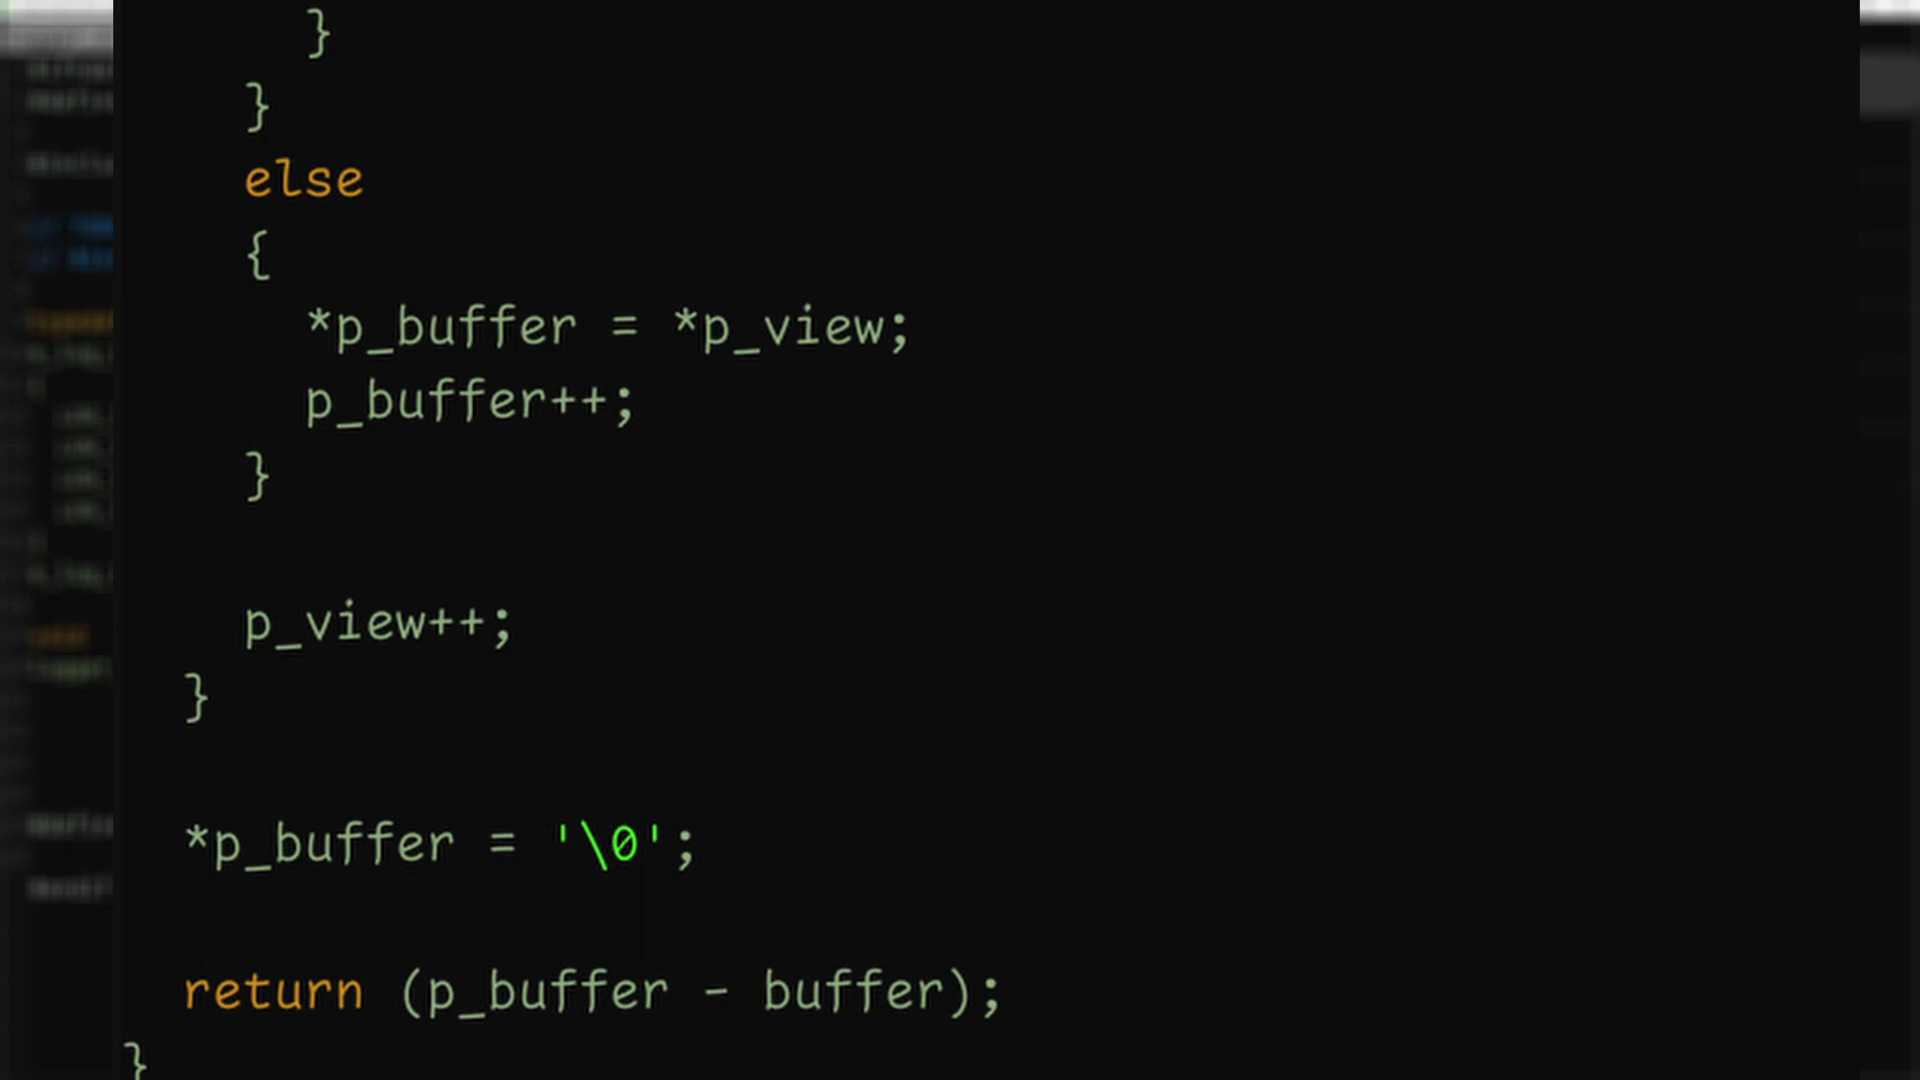 }
}
else
{
*p_buffer = *p_view;
p_buffer++;
}
p_view++;
}
*p_buffer = '\0';
return (p_buffer - buffer);
}